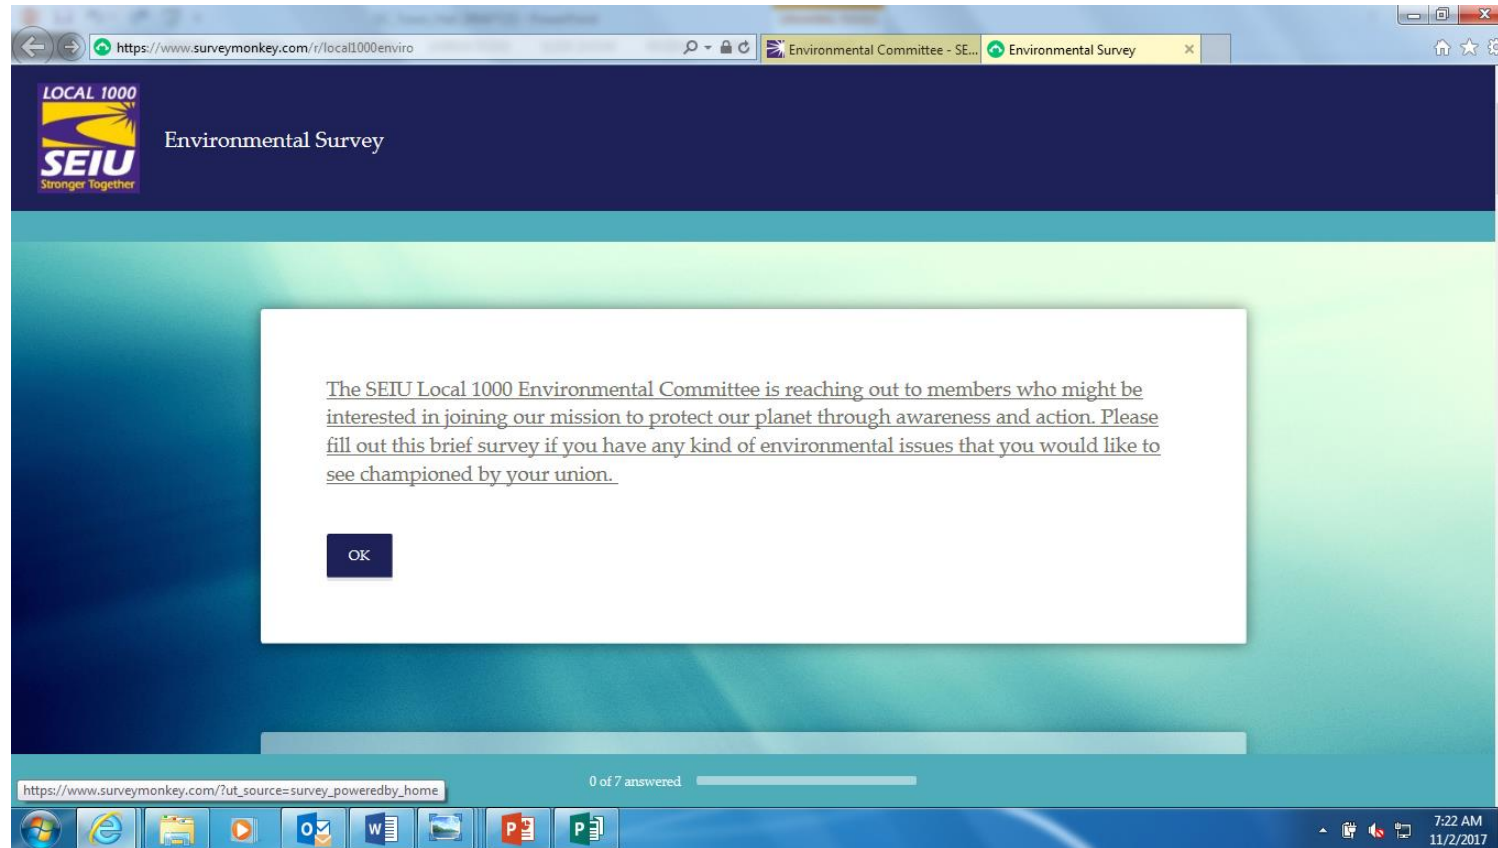 https://www.surveymonkey.com/r/local1000enviro
Environmental Committee - SE...
Environmental Survey
LOCAL 1000
SEIU
Stronger Together
Environmental Survey
The SEIU Local 1000 Environmental Committee is reaching out to members who might be
interested in joining our mission to protect our planet through awareness and action. Please
fill out this brief survey if you have any kind of environmental issues that you would like to
see championed by your union.
OK
0 of 7 answered
https://www.surveymonkey.com/?ut_source=survey_poweredby_home
7:22 AM
11/2/2017